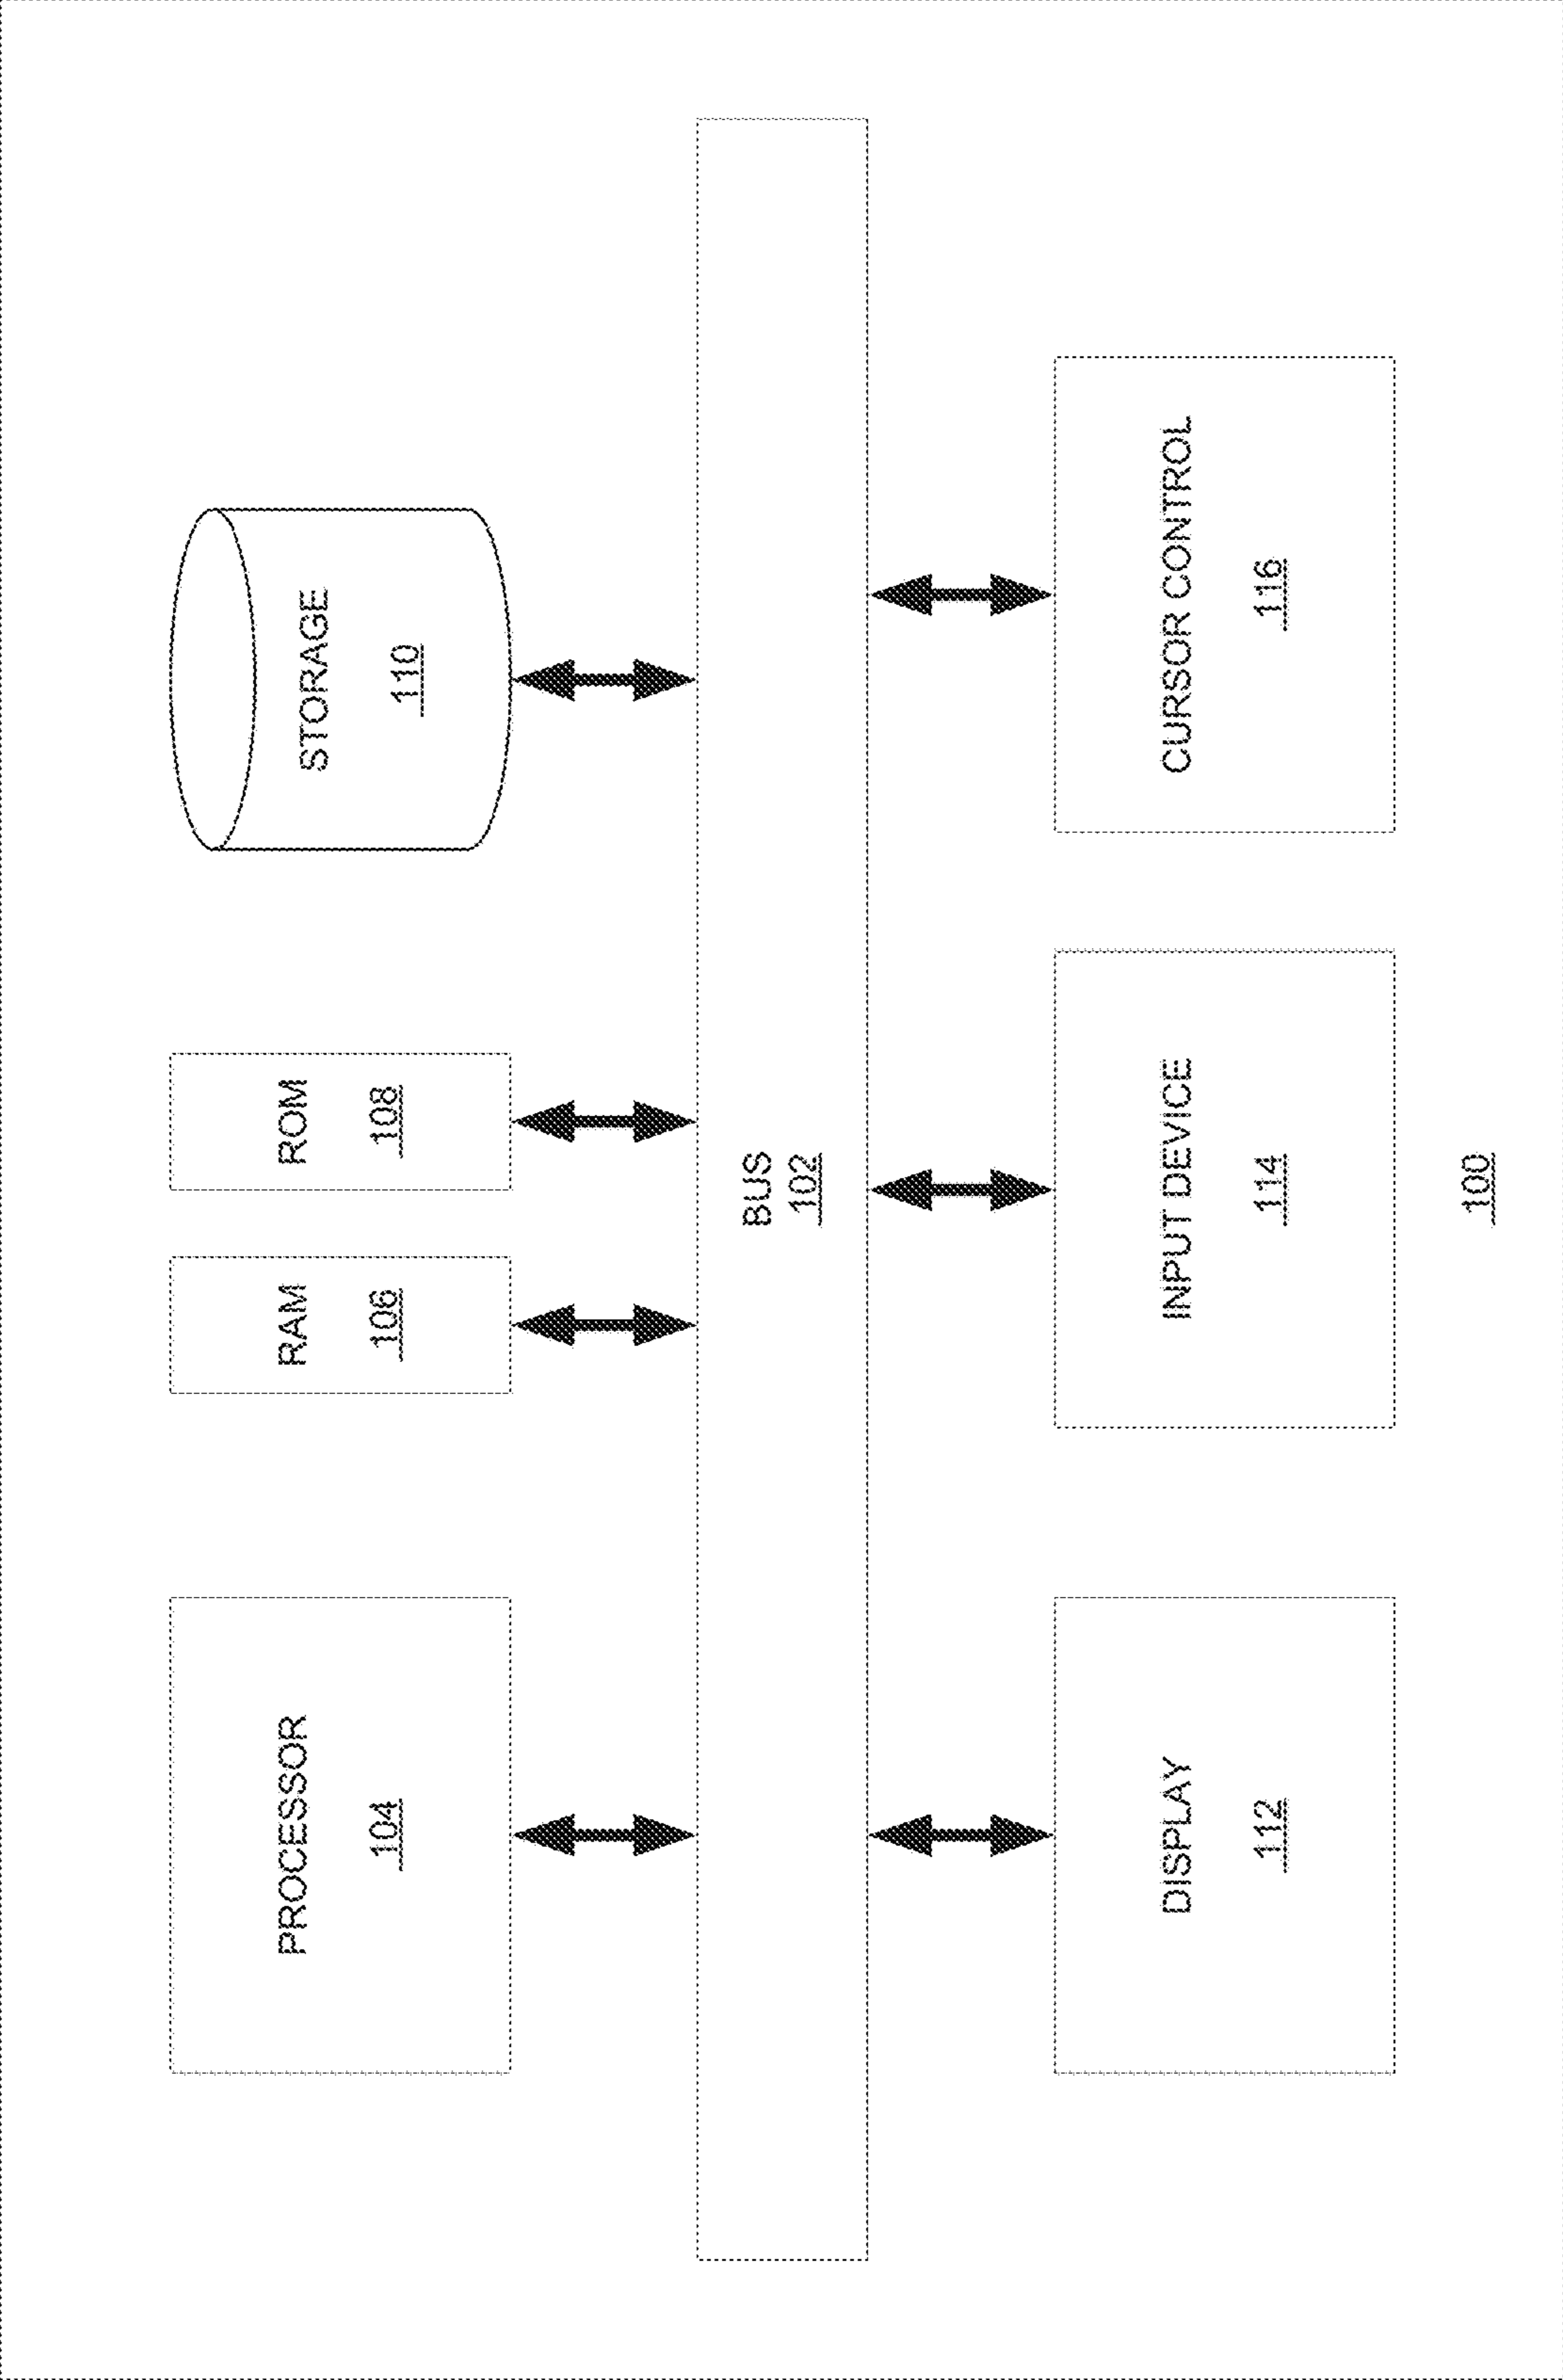 PROCESSOR
104
RAM
106
ROM
108
STORAGE
110
BUS
102
DISPLAY
112
INPUT DEVICE
114
CURSOR CONTROL
116
100